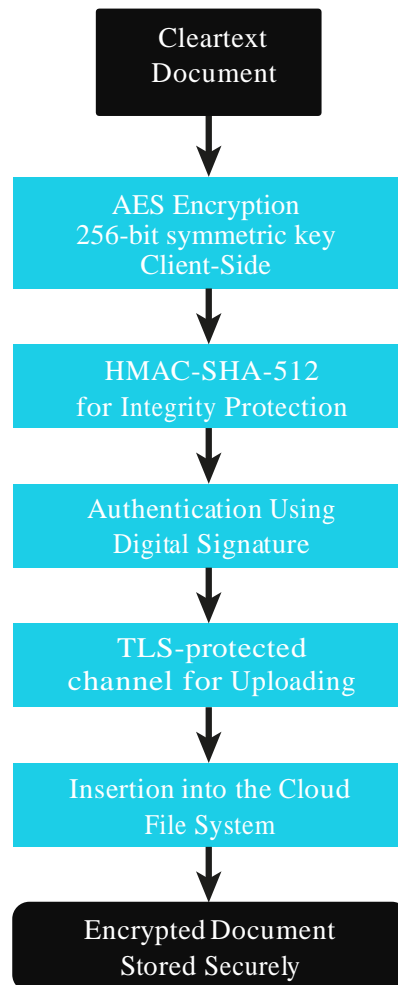 Cleartext
Document
AES Encryption
256-bit symmetric key
Client-Side
HMAC-SHA-512
for Integrity Protection
Authentication Using
Digital Signature
TLS-protected
channel for Uploading
Insertion into the Cloud
File System
Encrypted Document
Stored Securely